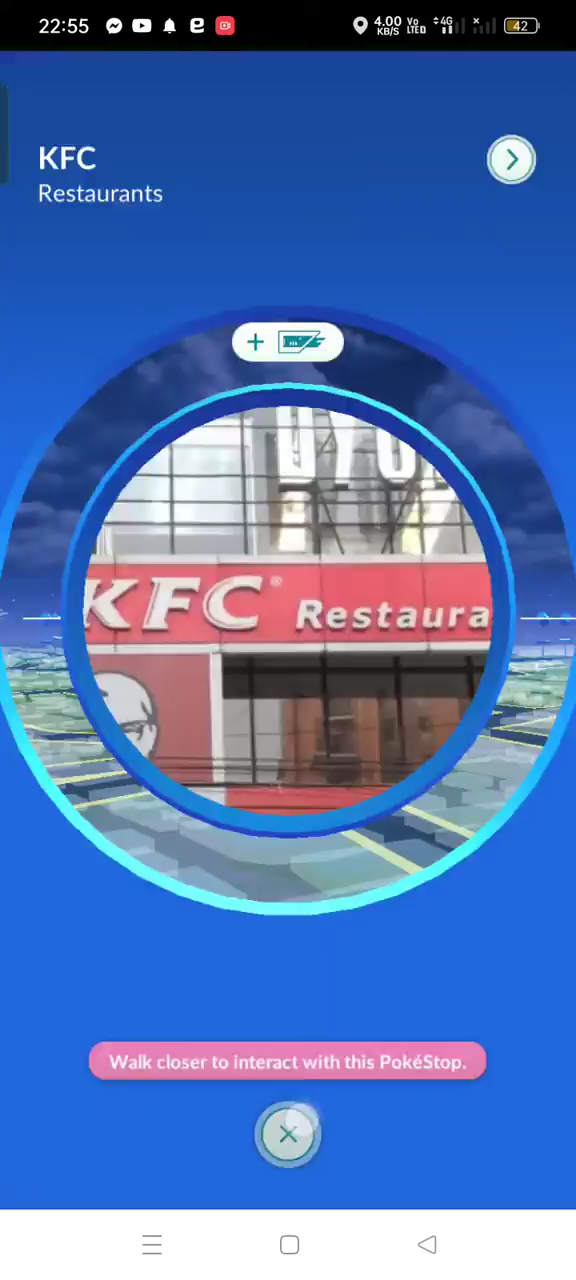 22:55
4.00
KB/S
Vo
LTE
4G
42
KFC
Restaurants
KFC®
Restaura
Walk closer to interact with this PokéStop.